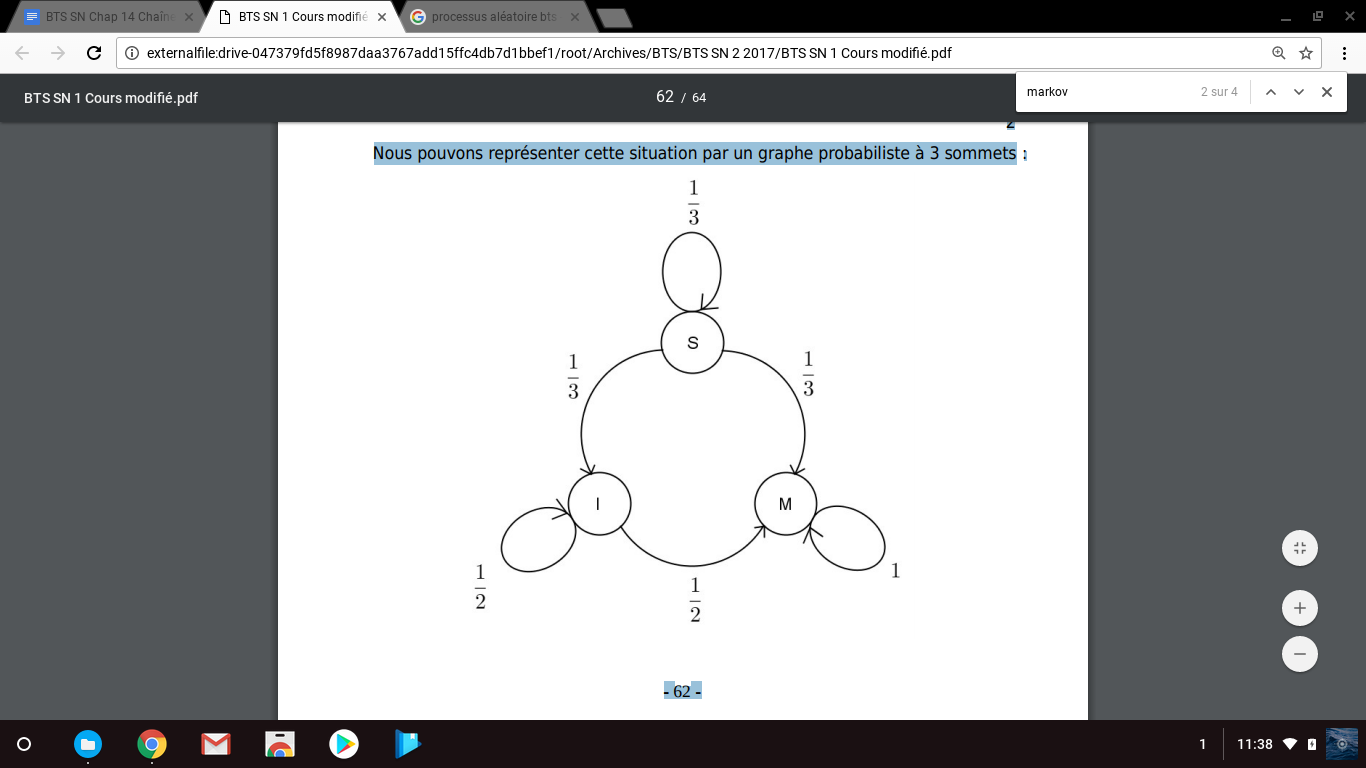 BTS SN Chap 14 Chaîne
BTS SN 1 Cours modifié
processus aléatoire bts
externalfile:drive-047379fd5f8987daa3767add15ffc4db7d1bbef1/root/Archives/BTS/BTS SN 2 2017/BTS SN 1 Cours modifié.pdf
BTS SN 1 Cours modifié.pdf
62 / 64
markov
2 sur 4
2
Nous pouvons représenter cette situation par un graphe probabiliste à 3 sommets :
1
3
S
1
3
1
3
I
M
1
2
1
2
1
- 62 -
1
11:38